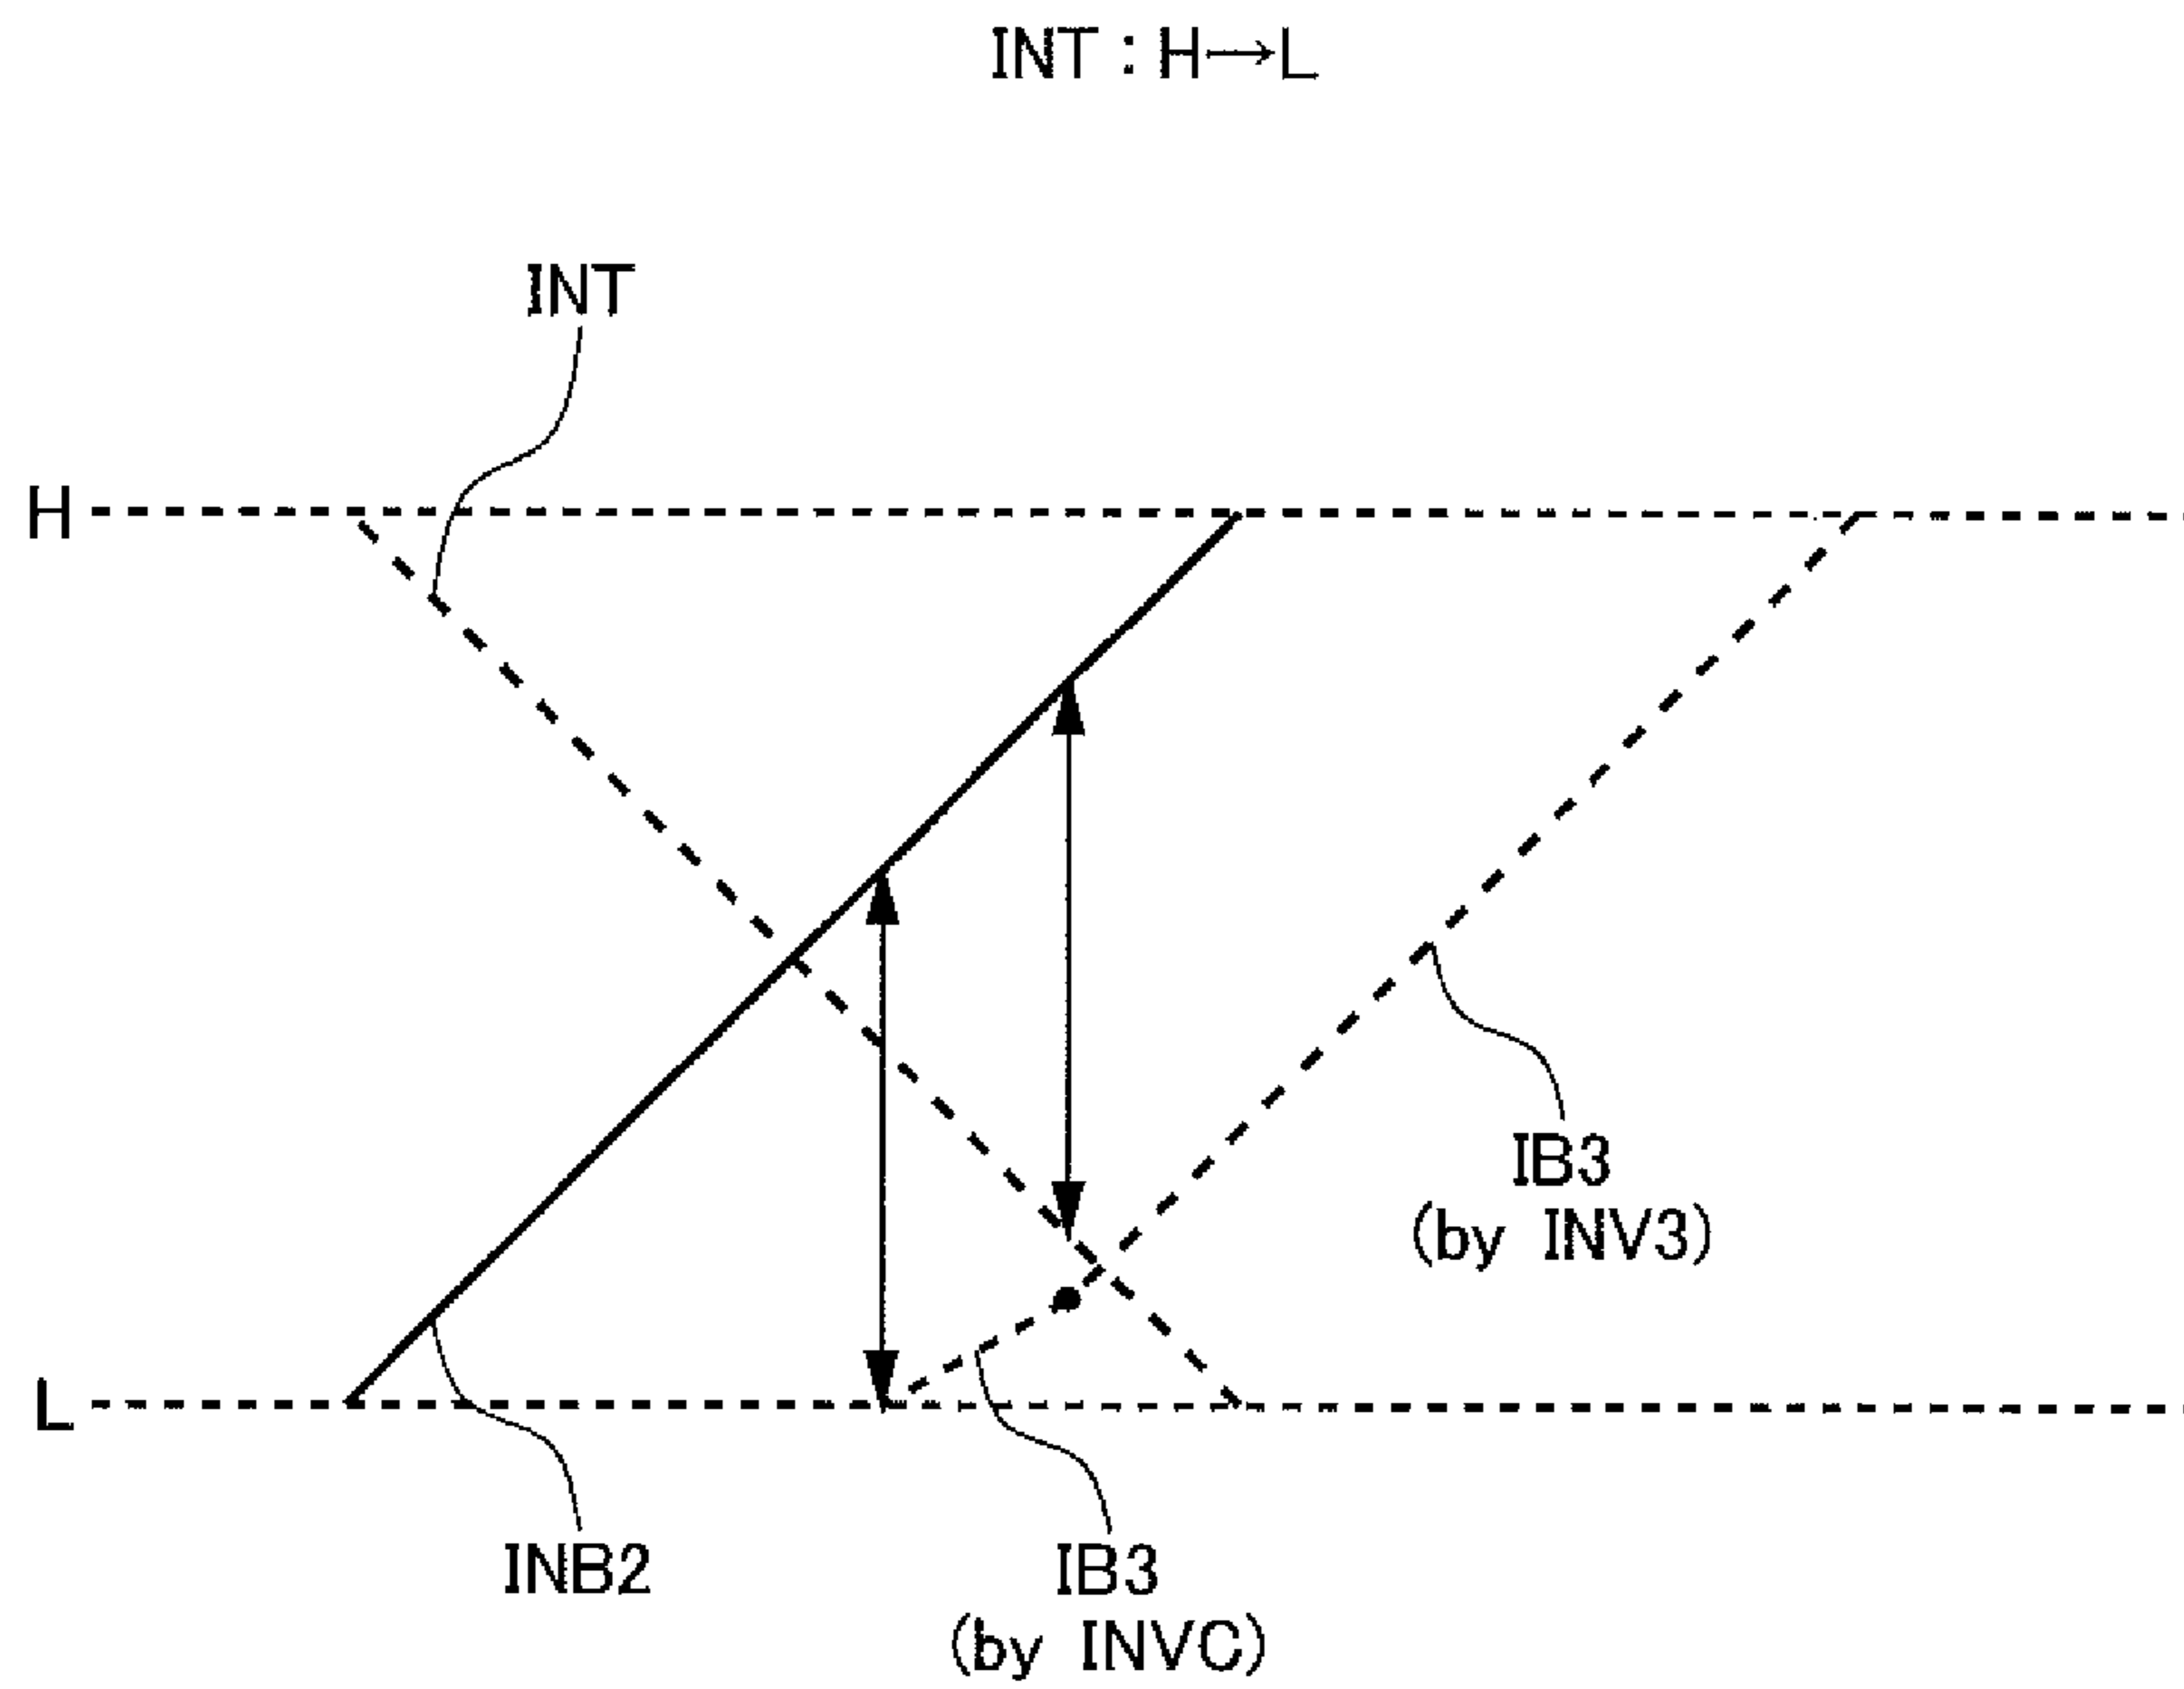 INT : H→L
INT
H
IB3
(by INV3)
L
INB2
IB3
(by INVC)